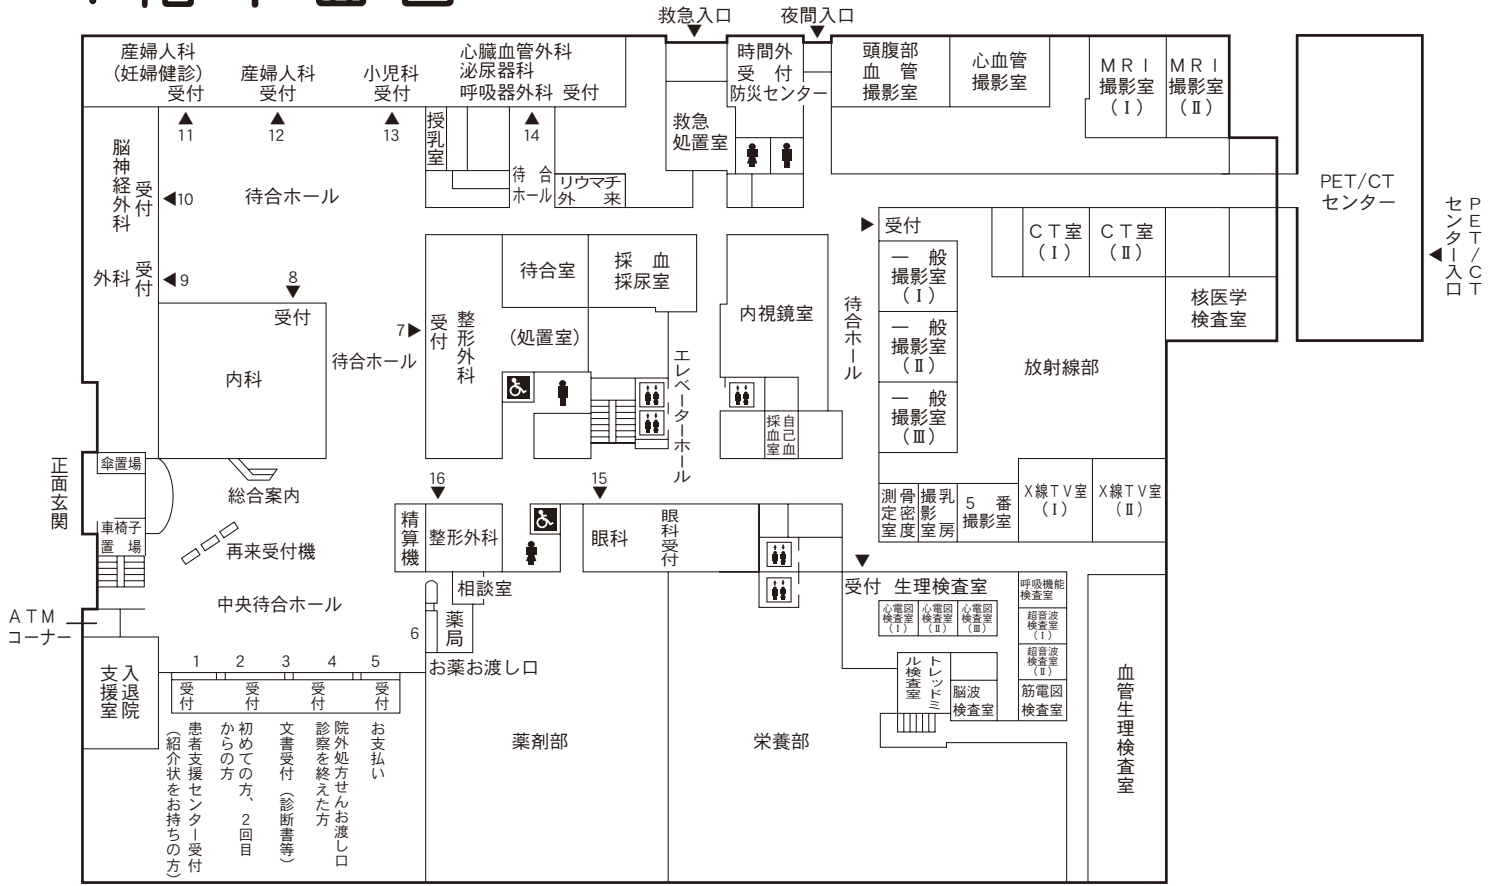 救急入口
夜間入口
産婦人科
(妊婦健診)
受付
産婦人科
受付
小児科
受付
心臓血管外科
泌尿器科
呼吸器外科 受付
時間外
受 付
防災センター
頭腹部
血 管
撮影室
心血管
撮影室
MRI
撮影室
(Ⅰ)
MRI
撮影室
(Ⅱ)
11
12
13
14
授乳室
救急
処置室
脳神経外科
受付
10
待合ホール
待 合
ホール
リウマチ
外 来
PET/CT
センター
PET/CT
センター入口
受付
CT室
(Ⅰ)
CT室
(Ⅱ)
外科
受付
9
8
受付
待合室
採 血
採尿室
一 般
撮影室
(Ⅰ)
核医学
検査室
7
受付
整形外科
(処置室)
内視鏡室
待合ホール
一 般
撮影室
(Ⅱ)
待合ホール
内科
エレベーターホール
放射線部
一 般
撮影室
(Ⅲ)
自己血
採血室
正面玄関
傘置場
総合案内
16
15
車椅子
置 場
再来受付機
精算機
整形外科
眼科
眼科受付
骨密度
測定室
乳房
撮影室
5 番
撮影室
X線TV室
(Ⅰ)
X線TV室
(Ⅱ)
相談室
受付
生理検査室
呼吸機能
検査室
中央待合ホール
ATM
コーナー
6
薬局
心電図
検査室
(Ⅰ)
心電図
検査室
(Ⅱ)
心電図
検査室
(Ⅲ)
超音波
検査室
(Ⅰ)
超音波
検査室
(Ⅱ)
お薬お渡し口
入退院
支援室
1
2
3
4
5
受付
受付
受付
受付
トレッドミ
ル検査室
脳波
検査室
筋電図
検査室
血管生理検査室
患者支援センター受付
(紹介状をお持ちの方)
初めての方、2回目
からの方
文書受付(診断書等)
院外処方せんお渡し口
診察を終えた方
お支払い
薬剤部
栄養部